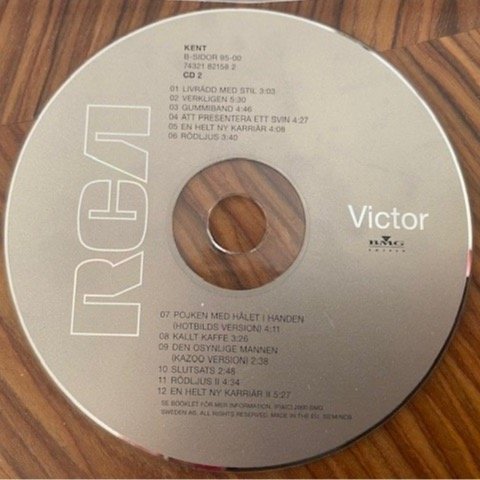 KENT
B-SIDOR 95-00
74321 82158 2
CD 2
01 LIVRÄDD MED STIL 3:03
02 VERKLIGEN 5:30
03 GUMMIBAND 4:46
04 ATT PRESENTERA ETT SVIN 4:27
05 EN HELT NY KARRIÄR 4:08
06 RÖDLJUS 3:40
RCA
Victor
BMG
SWEDEN
07 POJKEN MED HÅLET I HANDEN
(HOTBILDS VERSION) 4:11
08 KALLT KAFFE 3:26
09 DEN OSYNLIGE MANNEN
(KAZOO VERSION) 2:38
10 SLUTSATS 2:48
11 RÖDLJUS II 4:34
12 EN HELT NY KARRIÄR II 5:27
SE BOOKLET FÖR MER INFORMATION. (P)&(C) 2000 BMG
SWEDEN AB. ALL RIGHTS RESERVED. MADE IN THE EU.